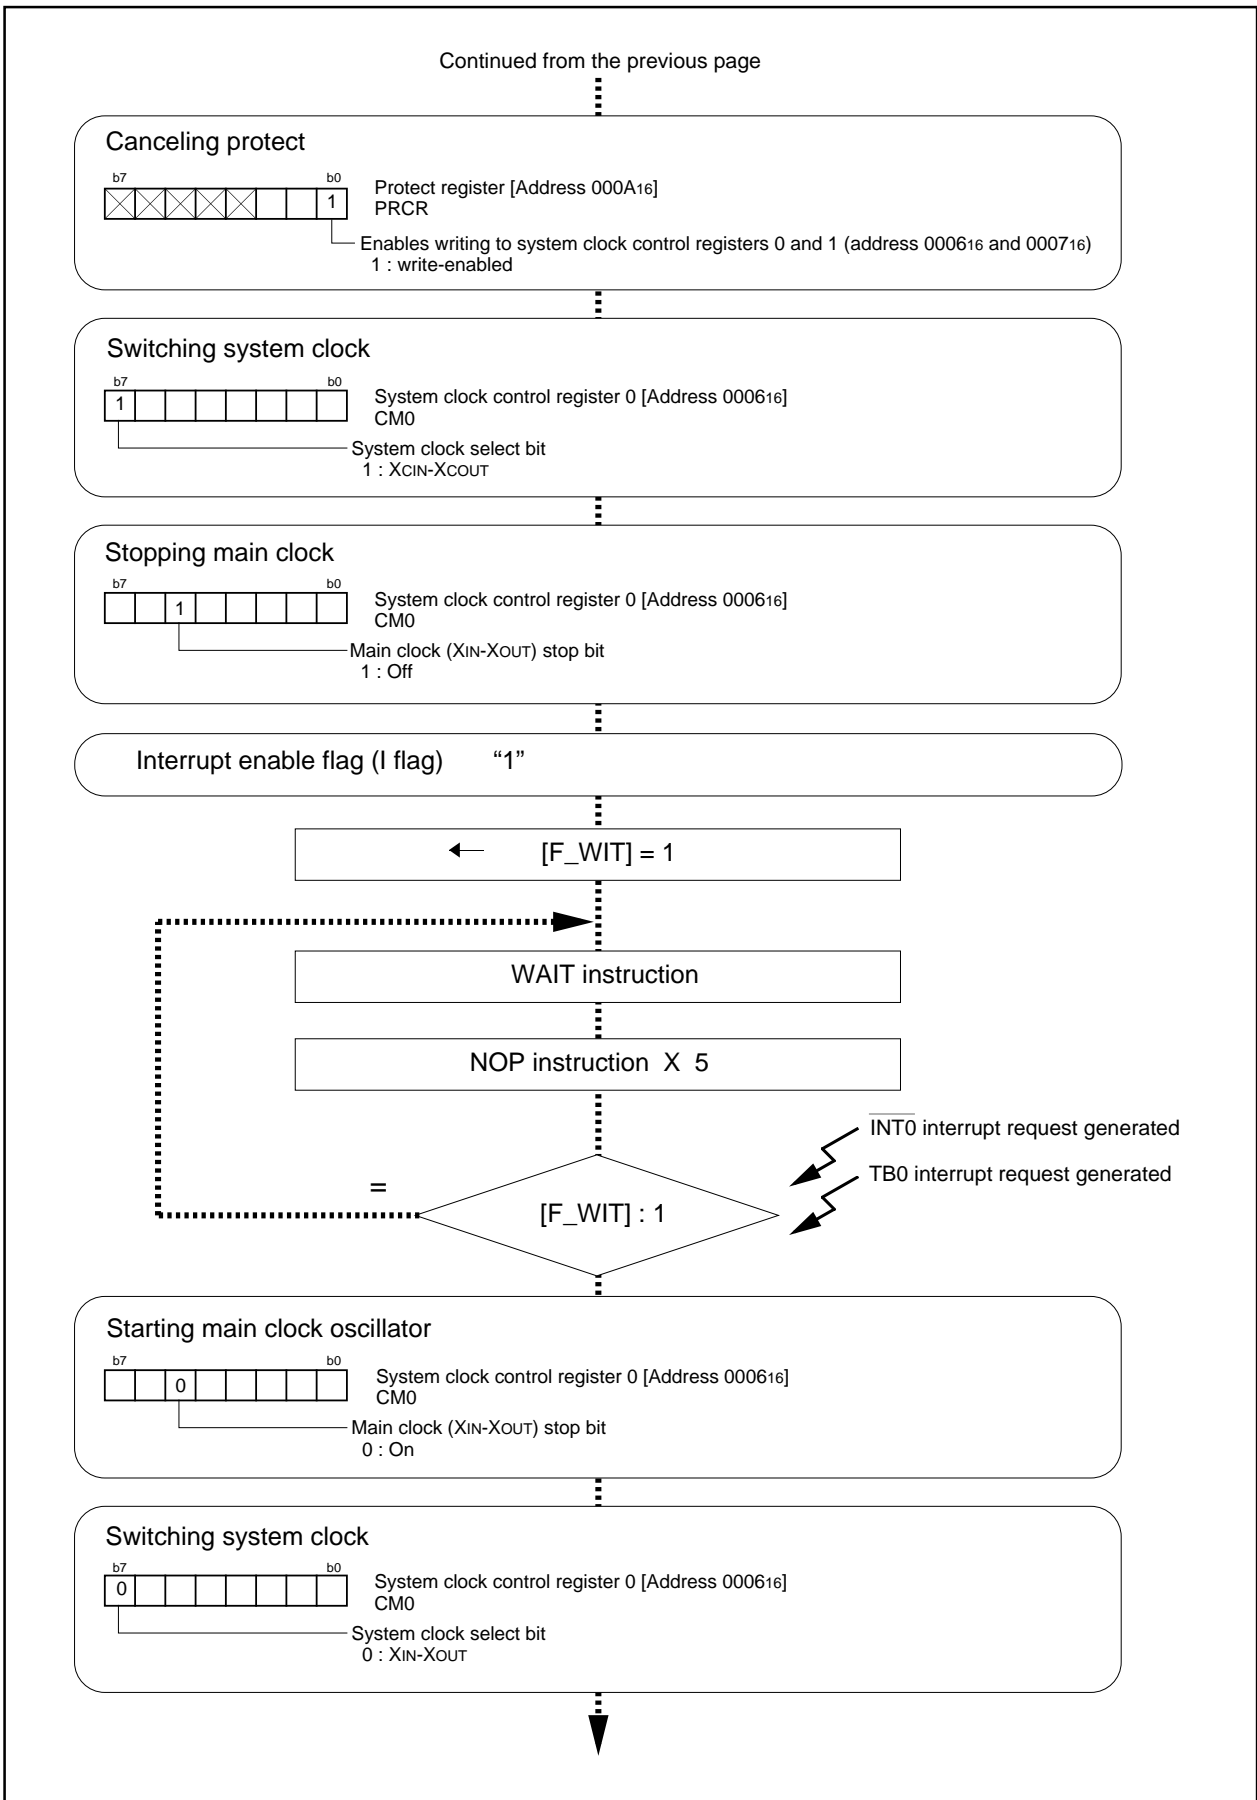 Continued from the previous page
Canceling protect
b7 b0
1
Protect register [Address 000A16]
PRCR
Enables writing to system clock control registers 0 and 1 (address 000616 and 000716)
1 : write-enabled
Switching system clock
b7 b0
1
System clock control register 0 [Address 000616]
CM0
System clock select bit
1 : XCIN-XCOUT
Stopping main clock
b7 b0
1
System clock control register 0 [Address 000616]
CM0
Main clock (XIN-XOUT) stop bit
1 : Off
Interrupt enable flag (I flag) “1”
← [F_WIT] = 1
WAIT instruction
NOP instruction X 5
INT0 interrupt request generated
TB0 interrupt request generated
=
[F_WIT] : 1
Starting main clock oscillator
b7 b0
0
System clock control register 0 [Address 000616]
CM0
Main clock (XIN-XOUT) stop bit
0 : On
Switching system clock
b7 b0
0
System clock control register 0 [Address 000616]
CM0
System clock select bit
0 : XIN-XOUT